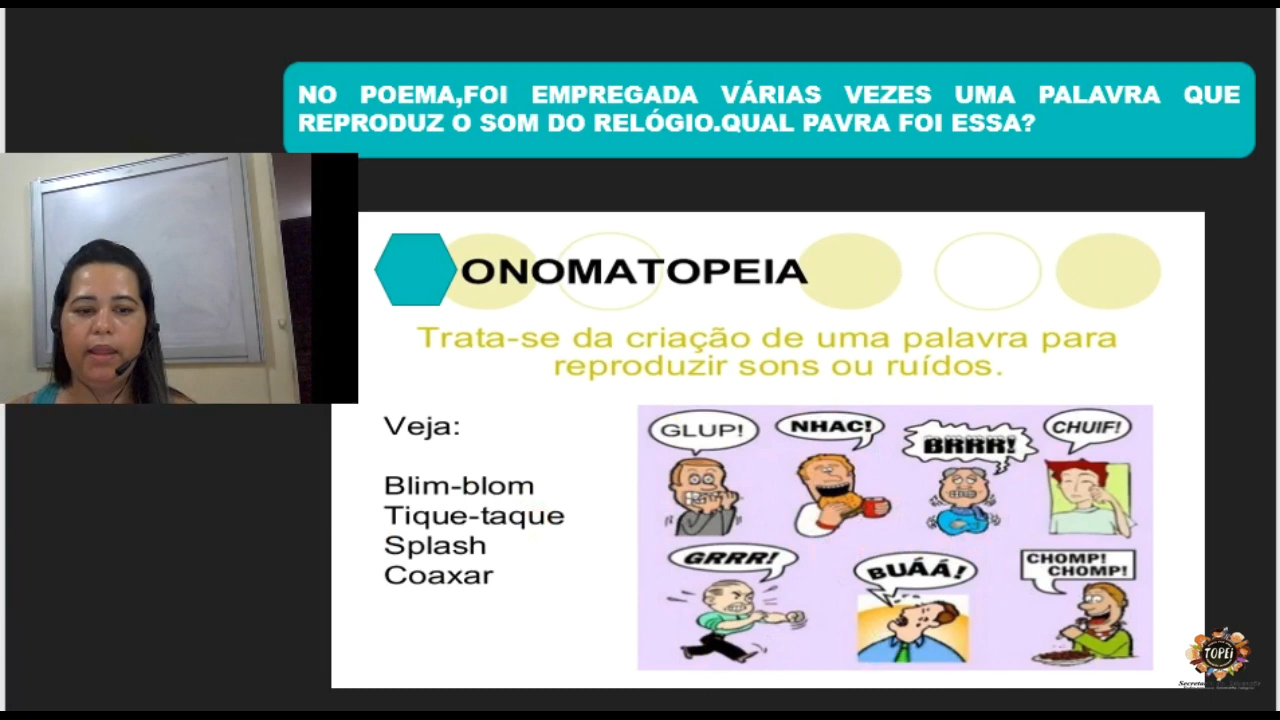 NO POEMA,FOI EMPREGADA VÁRIAS VEZES UMA PALAVRA QUE
REPRODUZ O SOM DO RELÓGIO.QUAL PAVRA FOI ESSA?
ONOMATOPEIA
Trata-se da criação de uma palavra para
reproduzir sons ou ruídos.
Veja:
Blim-blom
Tique-taque
Splash
Coaxar
GLUP!
NHAC!
BRRR!
CHUIF!
GRRR!
BUÁÁ!
CHOMP!
CHOMP!
TOPEi